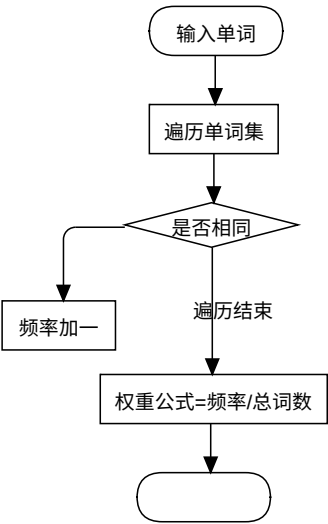 输入单词
遍历单词集
是否相同
遍历结束
频率加一
权重公式=频率/总词数